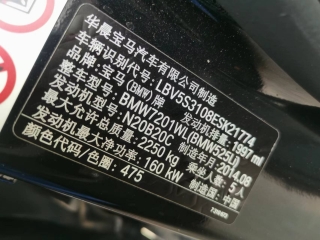 华晨宝马汽车有限公司制造
车辆识别代号: LBV5S3108ESK21774
品牌: 宝马 (BMW) 牌
型号: BMW7201WL(BMW525Li)
发动机型号: N20B20C 发动机排量: 1997 ml
最大允许总质量: 2250 kg 制造年月: 2014.08
发动机最大净功率: 160 kW 乘坐人数: 5人
颜色代码/色圈: 475 制造国: 中国